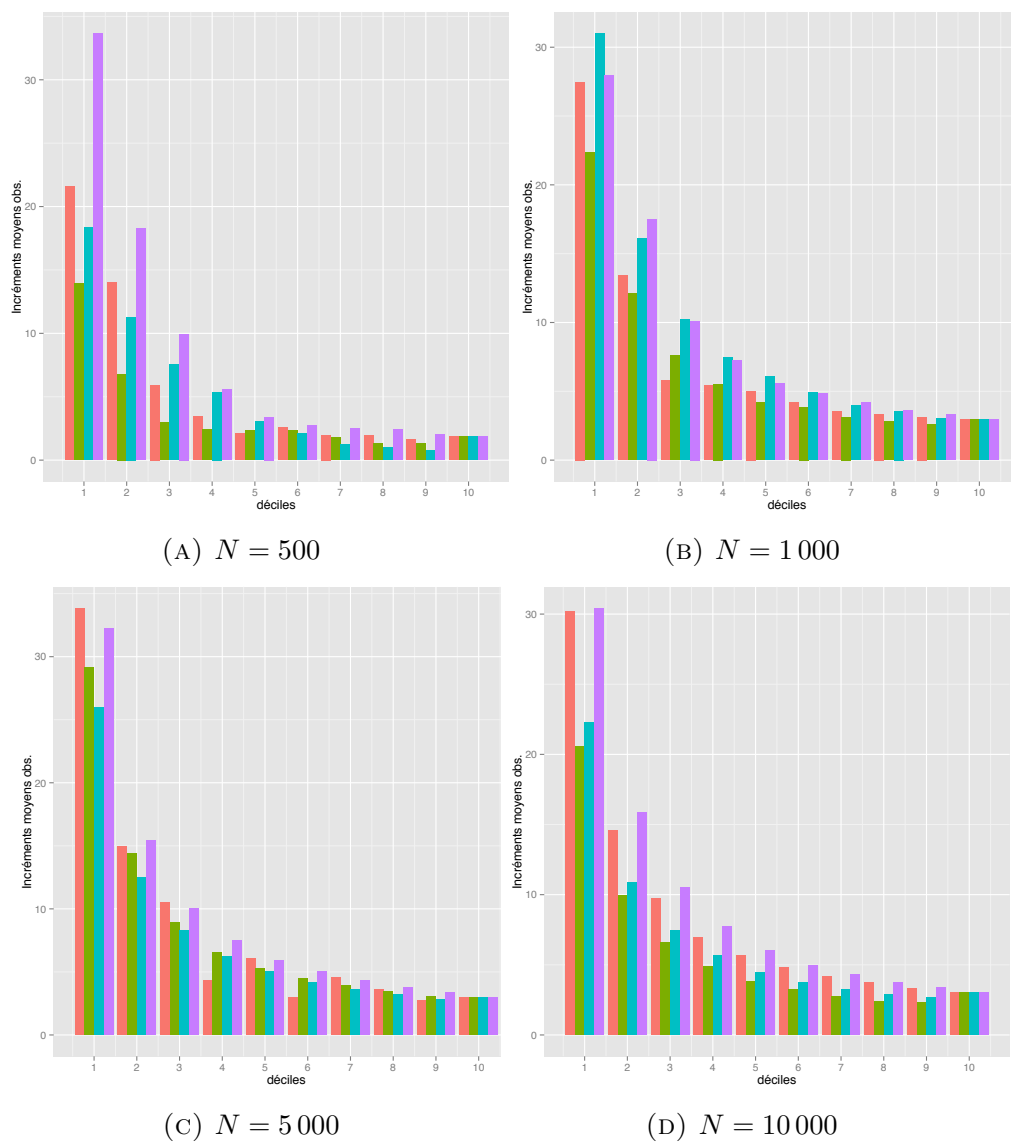 30
20
10
0
Incréments moyens obs.
1 2 3 4 5 6 7 8 9 10
déciles
(A) N = 500
30
20
10
0
Incréments moyens obs.
1 2 3 4 5 6 7 8 9 10
déciles
(B) N = 1 000
30
20
10
0
Incréments moyens obs.
1 2 3 4 5 6 7 8 9 10
déciles
(C) N = 5 000
30
20
10
0
Incréments moyens obs.
1 2 3 4 5 6 7 8 9 10
déciles
(D) N = 10 000